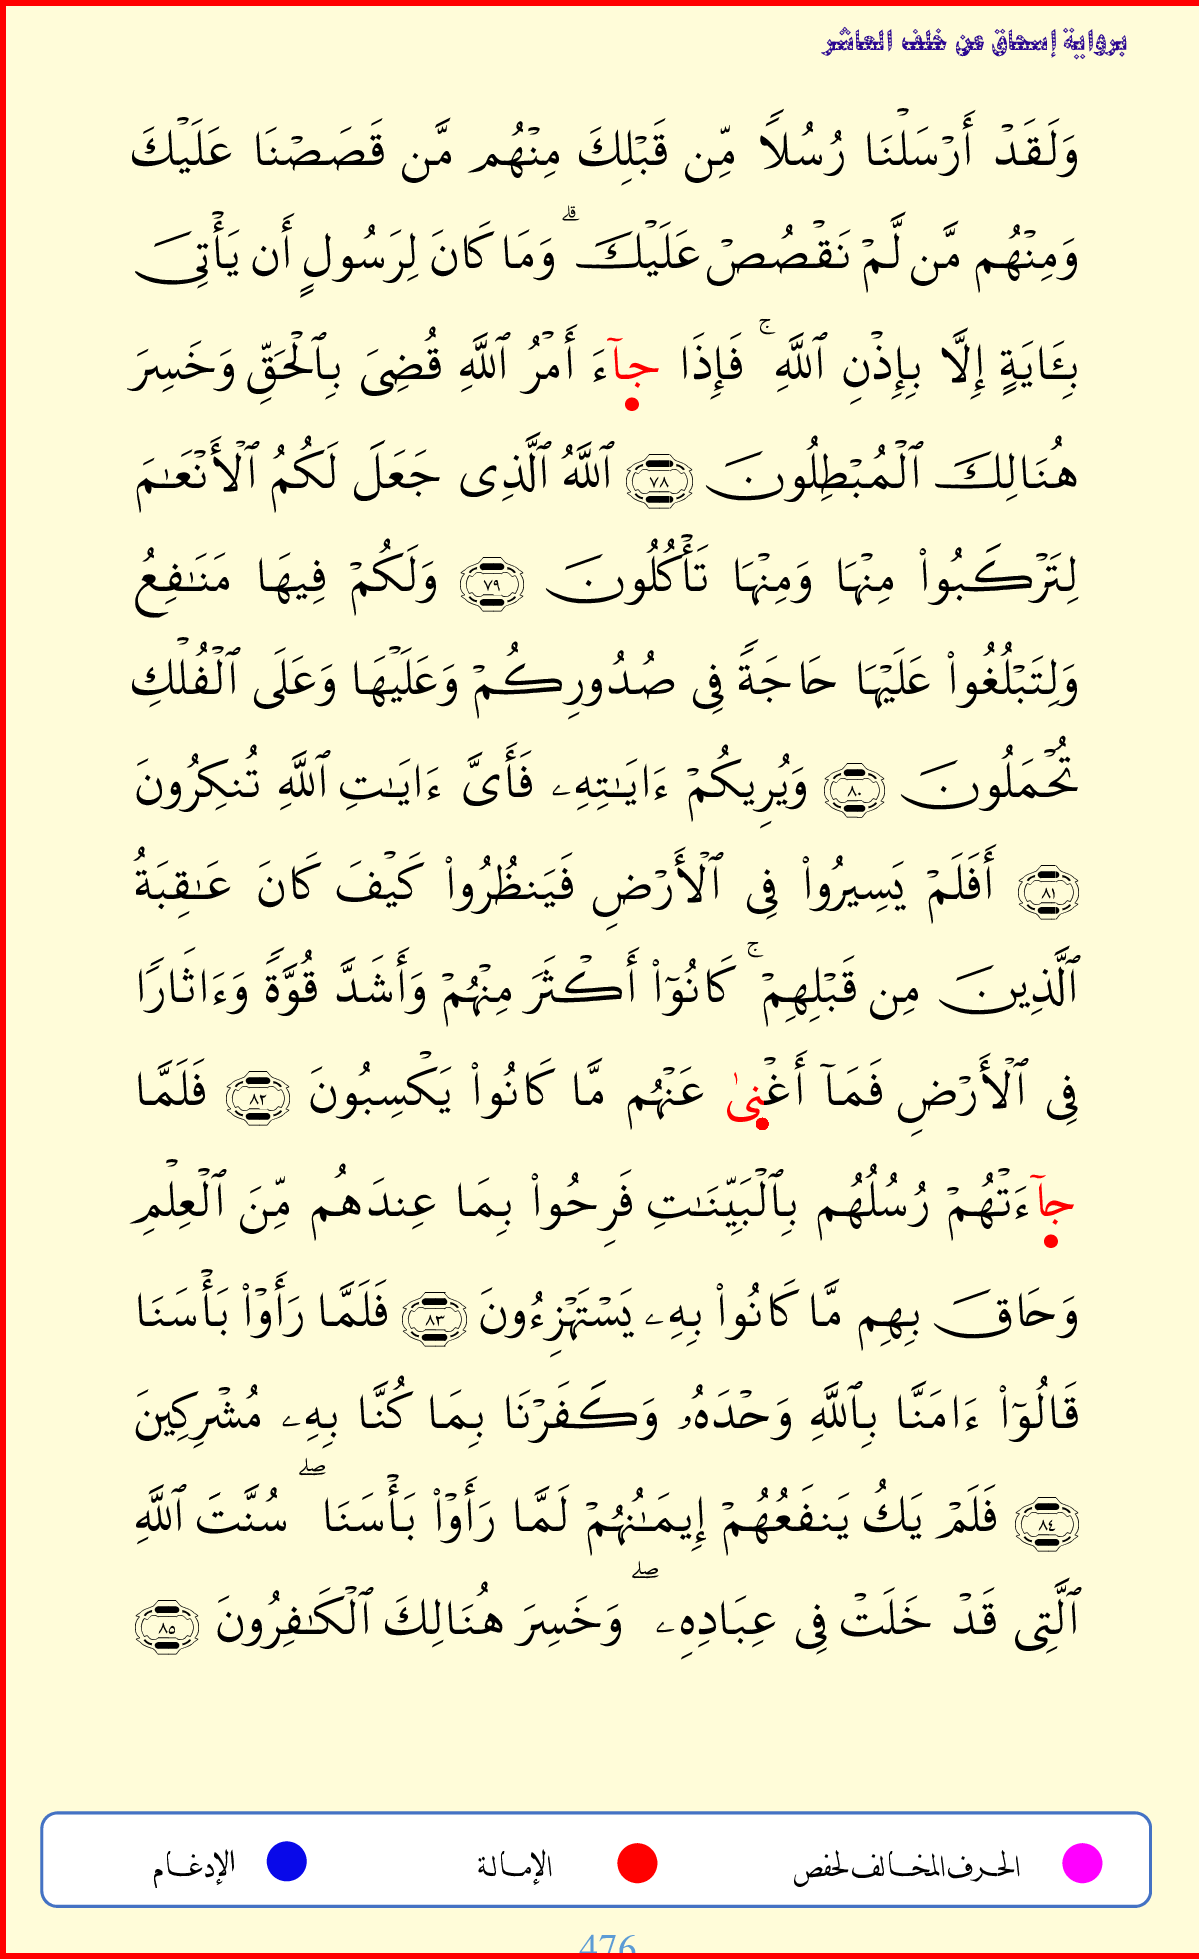 برواية إسحاق عن خلف العاشر
وَلَقَدْ أَرْسَلْنَا رُسُلًا مِّن قَبْلِكَ مِنْهُم مَّن قَصَصْنَا عَلَيْكَ
وَمِنْهُم مَّن لَّمْ نَقْصُصْ عَلَيْكَ ۗ وَمَا كَانَ لِرَسُولٍ أَن يَأْتِىَ
بِـَٔايَةٍ إِلَّا بِإِذْنِ ٱللَّهِ ۚ فَإِذَا جآءَ أَمْرُ ٱللَّهِ قُضِىَ بِٱلْحَقِّ وَخَسِرَ
هُنَالِكَ ٱلْمُبْطِلُونَ ٧٨ ٱللَّهُ ٱلَّذِى جَعَلَ لَكُمُ ٱلْأَنْعَـٰمَ
لِتَرْكَبُوا۟ مِنْهَا وَمِنْهَا تَأْكُلُونَ ٧٩ وَلَكُمْ فِيهَا مَنَـٰفِعُ
وَلِتَبْلُغُوا۟ عَلَيْهَا حَاجَةً فِى صُدُورِكُمْ وَعَلَيْهَا وَعَلَى ٱلْفُلْكِ
تُحْمَلُونَ ٨٠ وَيُرِيكُمْ ءَايَـٰتِهِۦ فَأَىَّ ءَايَـٰتِ ٱللَّهِ تُنكِرُونَ
٨١ أَفَلَمْ يَسِيرُوا۟ فِى ٱلْأَرْضِ فَيَنظُرُوا۟ كَيْفَ كَانَ عَـٰقِبَةُ
ٱلَّذِينَ مِن قَبْلِهِمْ ۚ كَانُوٓا۟ أَكْثَرَ مِنْهُمْ وَأَشَدَّ قُوَّةً وَءَاثَارًا
فِى ٱلْأَرْضِ فَمَآ أَغْنىٰ عَنْهُم مَّا كَانُوا۟ يَكْسِبُونَ ٨٢ فَلَمَّا
جآءَتْهُمْ رُسُلُهُم بِٱلْبَيِّنَـٰتِ فَرِحُوا۟ بِمَا عِندَهُم مِّنَ ٱلْعِلْمِ
وَحَاقَ بِهِم مَّا كَانُوا۟ بِهِۦ يَسْتَهْزِءُونَ ٨٣ فَلَمَّا رَأَوْا۟ بَأْسَنَا
قَالُوٓا۟ ءَامَنَّا بِٱللَّهِ وَحْدَهُۥ وَكَفَرْنَا بِمَا كُنَّا بِهِۦ مُشْرِكِينَ
٨٤ فَلَمْ يَكُ يَنفَعُهُمْ إِيمَـٰنُهُمْ لَمَّا رَأَوْا۟ بَأْسَنَا ۖ سُنَّتَ ٱللَّهِ
ٱلَّتِى قَدْ خَلَتْ فِى عِبَادِهِۦ ۖ وَخَسِرَ هُنَالِكَ ٱلْكَـٰفِرُونَ ٨٥
الحرف المخالف لحفص الإمالة الإدغام
476